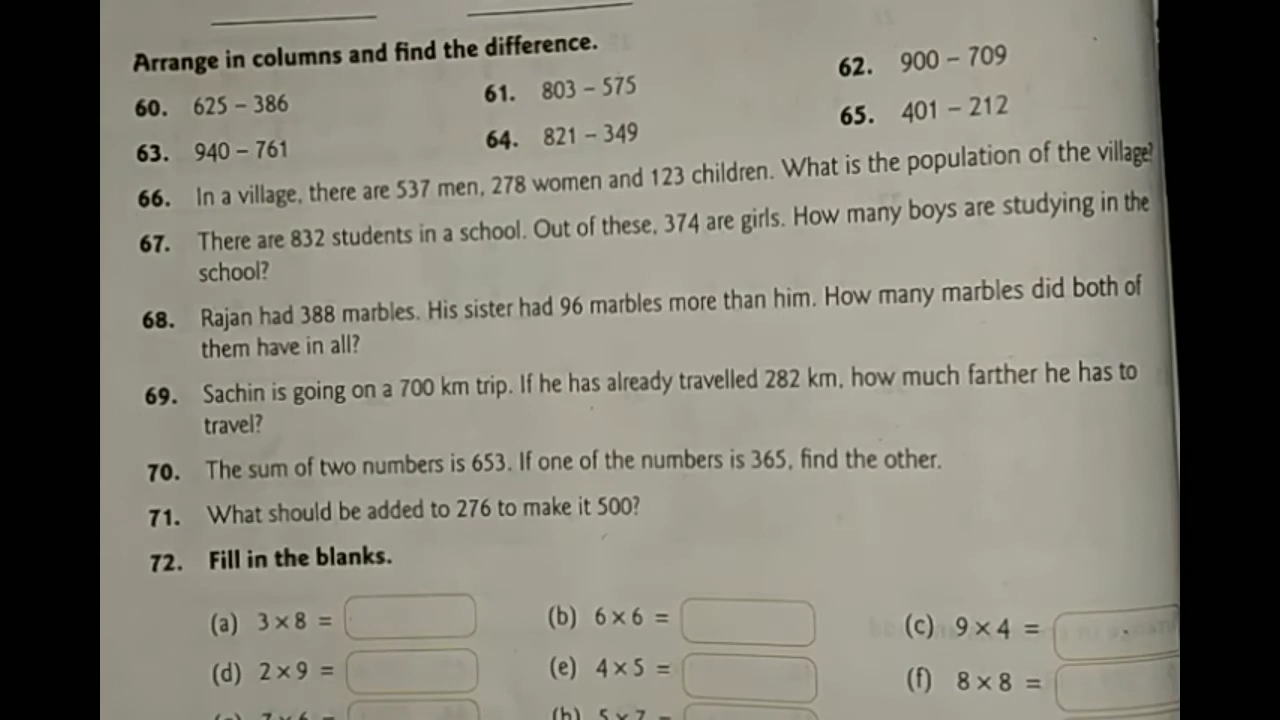 Arrange in columns and find the difference.
60. 625 – 386 61. 803 – 575 62. 900 – 709
63. 940 – 761 64. 821 – 349 65. 401 – 212
66. In a village, there are 537 men, 278 women and 123 children. What is the population of the village?
67. There are 832 students in a school. Out of these, 374 are girls. How many boys are studying in the
school?
68. Rajan had 388 marbles. His sister had 96 marbles more than him. How many marbles did both of
them have in all?
69. Sachin is going on a 700 km trip. If he has already travelled 282 km, how much farther he has to
travel?
70. The sum of two numbers is 653. If one of the numbers is 365, find the other.
71. What should be added to 276 to make it 500?
72. Fill in the blanks.
(a) 3 × 8 = (b) 6 × 6 = (c) 9 × 4 =
(d) 2 × 9 = (e) 4 × 5 = (f) 8 × 8 =
7 × 6 = (h) 5 × 7 =